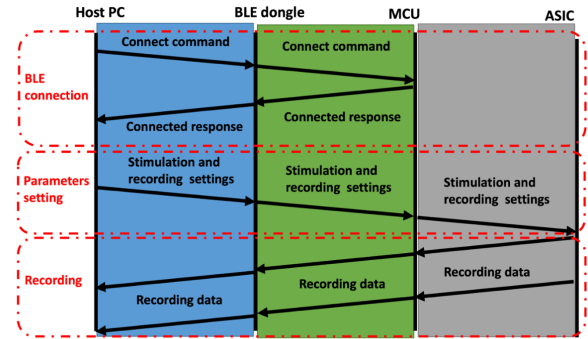 Host PC
BLE dongle
MCU
ASIC
Connect command
Connect command
BLE
connection
Connected response
Connected response
Parameters
setting
Stimulation and
recording settings
Stimulation and
recording settings
Stimulation and
recording settings
Recording
Recording data
Recording data
Recording data